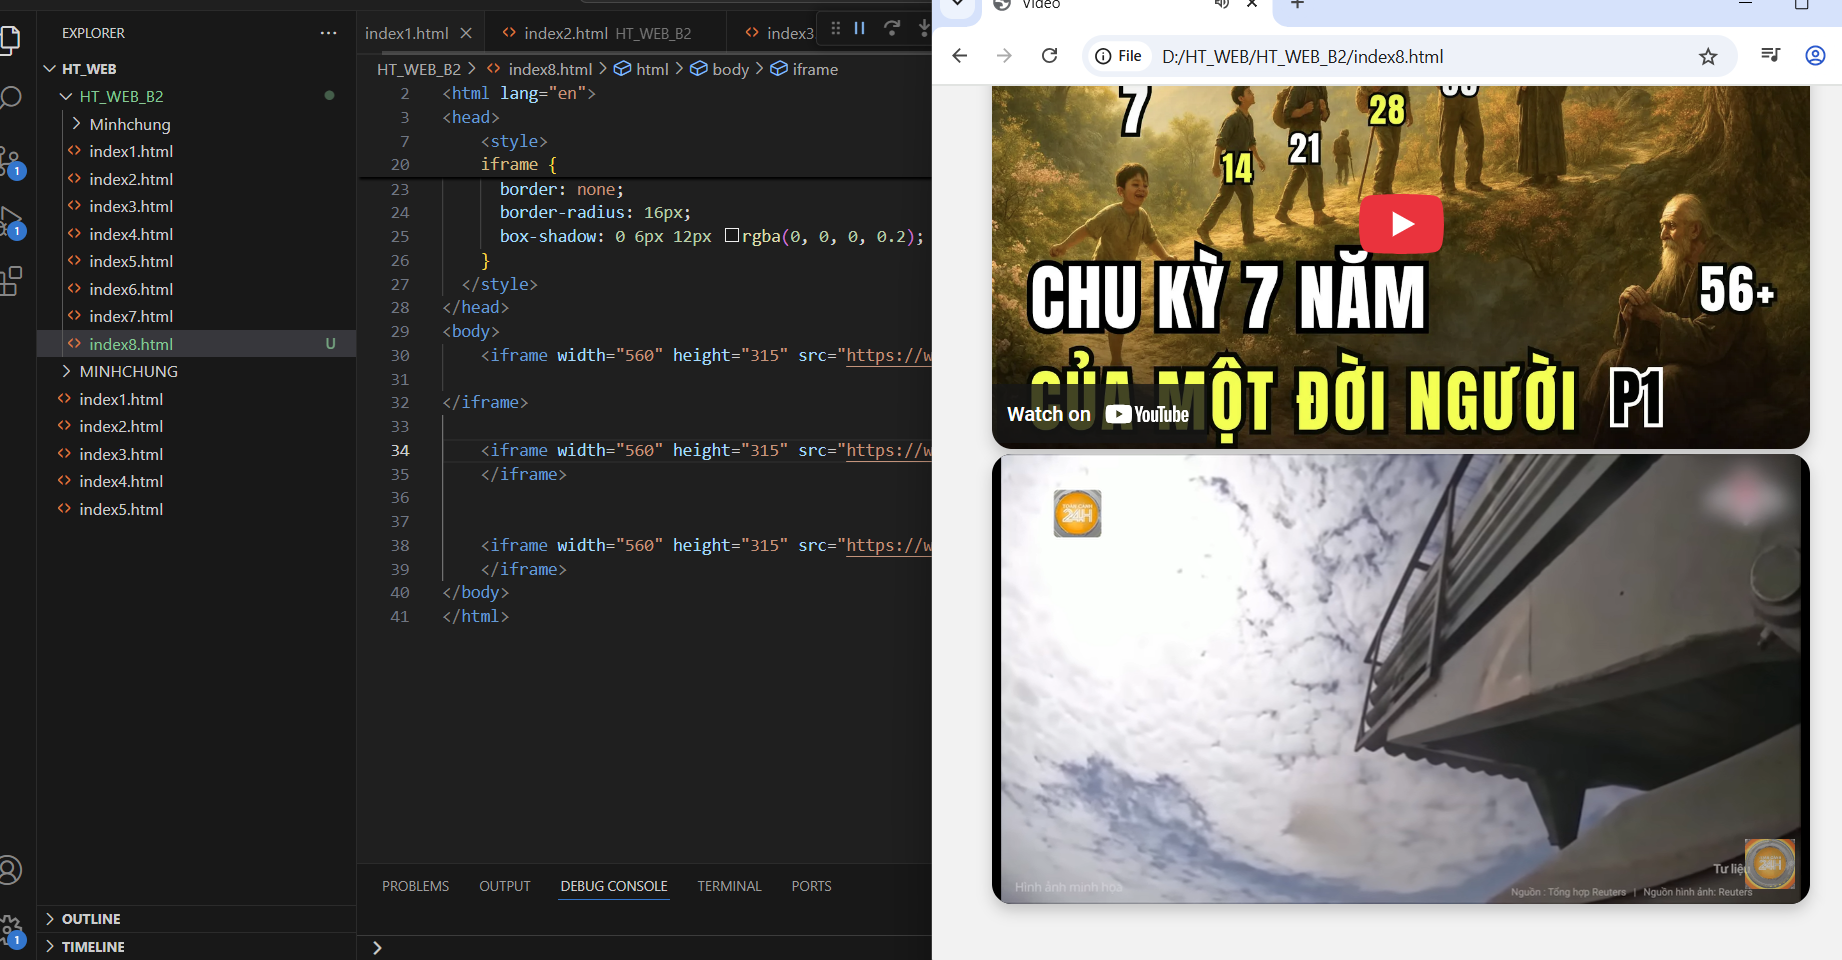 EXPLORER
HT_WEB
HT_WEB_B2
Minhchung
index1.html
index2.html
index3.html
index4.html
index5.html
index6.html
index7.html
index8.html U
MINHCHUNG
index1.html
index2.html
index3.html
index4.html
index5.html
OUTLINE
TIMELINE
1
1
1
index1.html
index2.html HT_WEB_B2
index3
HT_WEB_B2 > index8.html > html > body > iframe
2 <html lang="en">
3 <head>
7 <style>
20 iframe {
23 border: none;
24 border-radius: 16px;
25 box-shadow: 0 6px 12px rgba(0, 0, 0, 0.2);
26 }
27 </style>
28 </head>
29 <body>
30 <iframe width="560" height="315" src="https://w
31
32 </iframe>
33
34 <iframe width="560" height="315" src="https://w
35 </iframe>
36
37
38 <iframe width="560" height="315" src="https://w
39 </iframe>
40 </body>
41 </html>
PROBLEMS OUTPUT DEBUG CONSOLE TERMINAL PORTS
Video
File D:/HT_WEB/HT_WEB_B2/index8.html
7
14
21
28
56+
CHU KỲ 7 NĂM
CỦA MỘT ĐỜI NGƯỜI P1
Watch on YouTube
24H
Tư liệu
24H
Hình ảnh minh họa
Nguồn : Tổng hợp Reuters | Nguồn hình ảnh: Reuters